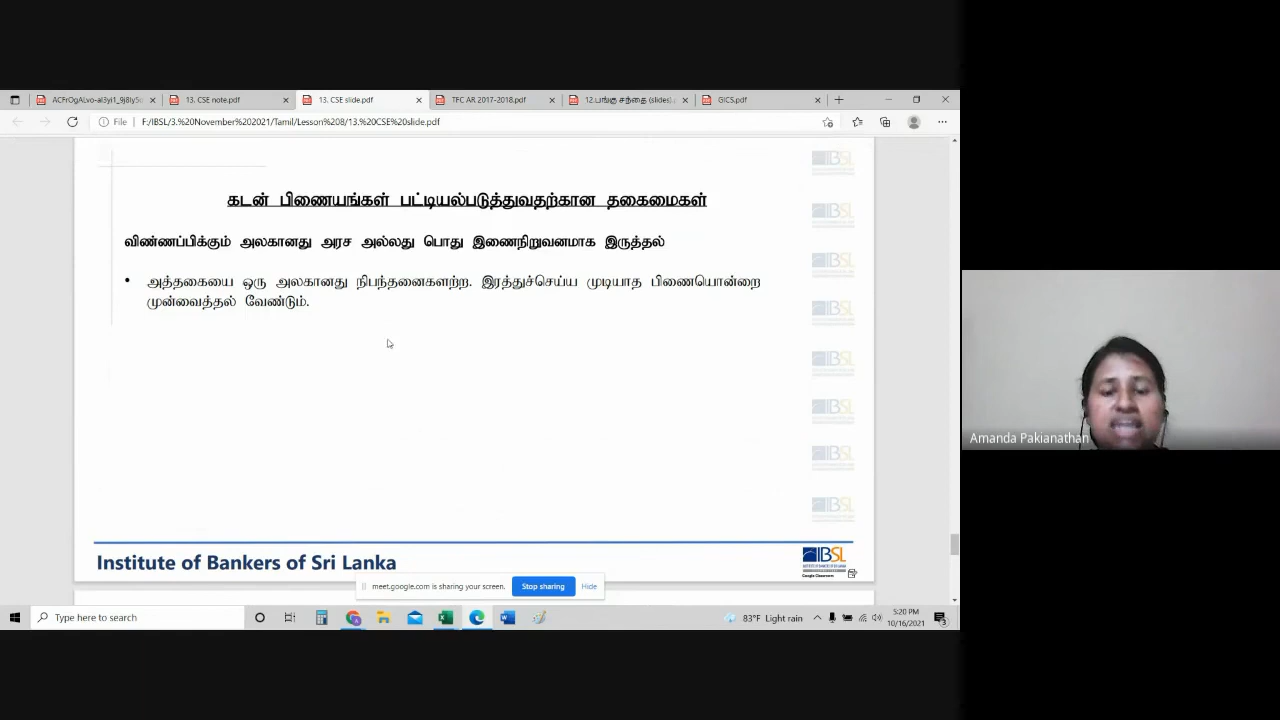 ACFrOgALvo-al3yi1_9j8ly5o
13. CSE note.pdf
13. CSE slide.pdf
TFC AR 2017-2018.pdf
12.பங்கு சந்தை (slides).p
GICS.pdf
File F:/IBSL/3.%20November%202021/Tamil/Lesson%208/13.%20CSE%20slide.pdf
கடன் பிணையங்கள் பட்டியல்படுத்துவதற்கான தகைமைகள்
விண்ணப்பிக்கும் அலகானது அரச அல்லது பொது இணைநிறுவனமாக இருத்தல்
• அத்தகையை ஒரு அலகானது நிபந்தனைகளற்ற. இரத்துச்செய்ய முடியாத பிணையொன்றை
முன்வைத்தல் வேண்டும்.
Amanda Pakianathan
Institute of Bankers of Sri Lanka
IBSL
Google Classroom
meet.google.com is sharing your screen. Stop sharing Hide
Type here to search
83°F Light rain
5:20 PM
10/16/2021
3